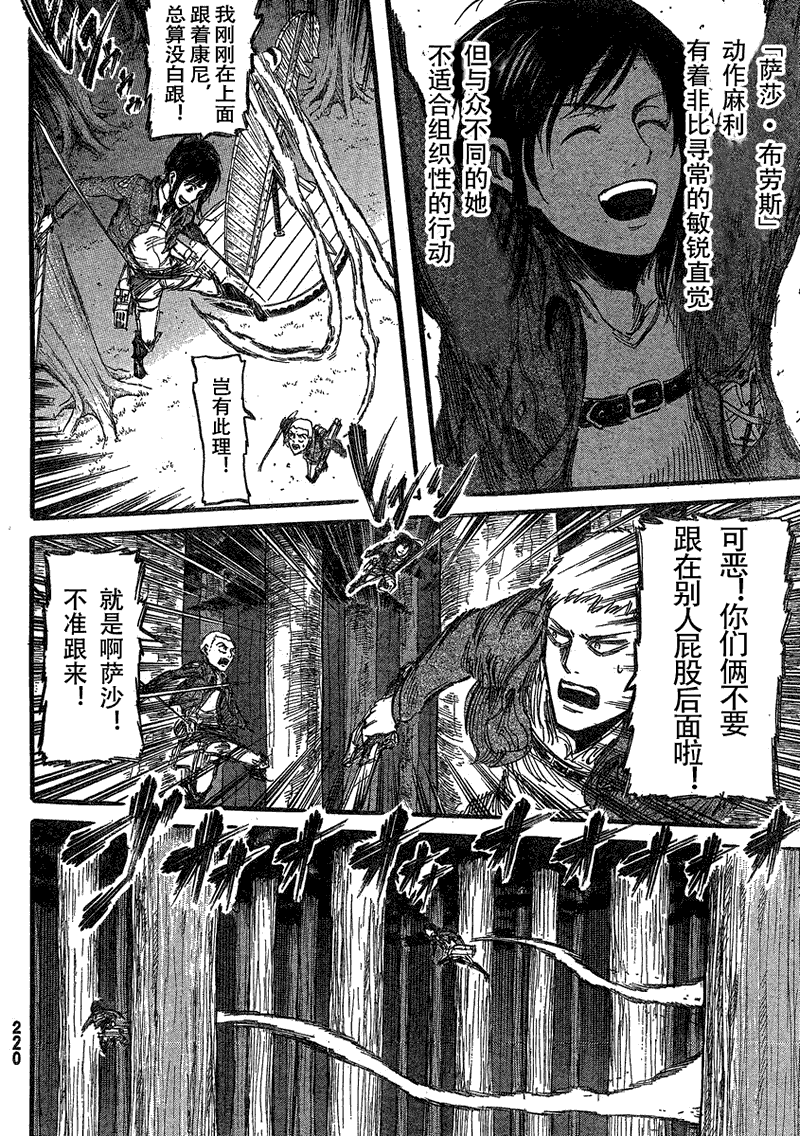 「萨莎·布劳斯」
动作麻利
有着非比寻常的敏锐直觉
但与众不同的她
不适合组织性的行动
我刚刚在上面
跟着康尼，
总算没白跟！
岂有此理！
可恶！你们俩不要
跟在别人屁股后面啦！
就是啊萨沙！
不准跟来！
220